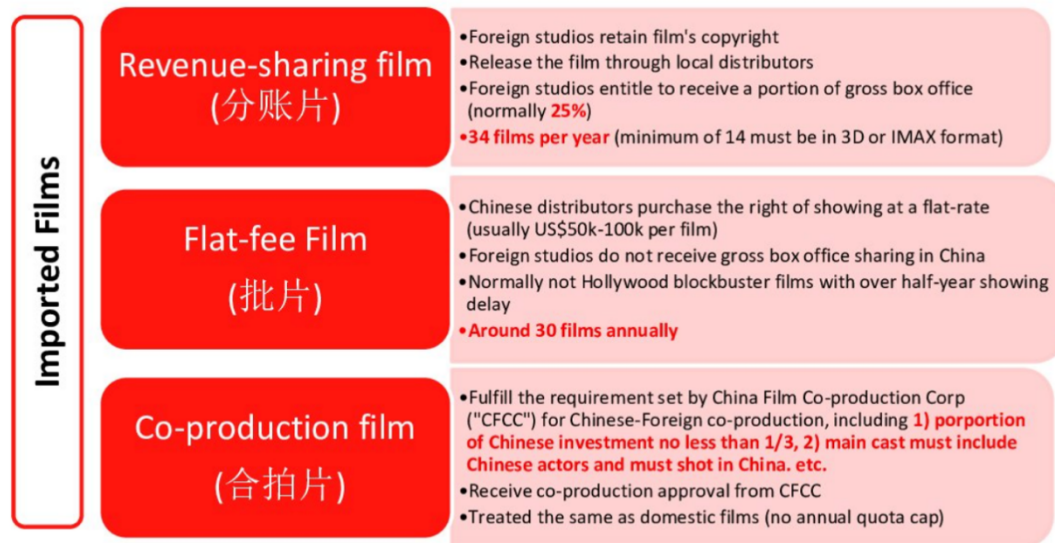 Imported Films
Revenue-sharing film
(分账片)
•Foreign studios retain film's copyright
•Release the film through local distributors
•Foreign studios entitle to receive a portion of gross box office
(normally 25%)
•34 films per year (minimum of 14 must be in 3D or IMAX format)
Flat-fee Film
(批片)
•Chinese distributors purchase the right of showing at a flat-rate
(usually US$50k-100k per film)
•Foreign studios do not receive gross box office sharing in China
•Normally not Hollywood blockbuster films with over half-year showing
delay
•Around 30 films annually
Co-production film
(合拍片)
•Fulfill the requirement set by China Film Co-production Corp
("CFCC") for Chinese-Foreign co-production, including 1) porportion
of Chinese investment no less than 1/3, 2) main cast must include
Chinese actors and must shot in China. etc.
•Receive co-production approval from CFCC
•Treated the same as domestic films (no annual quota cap)